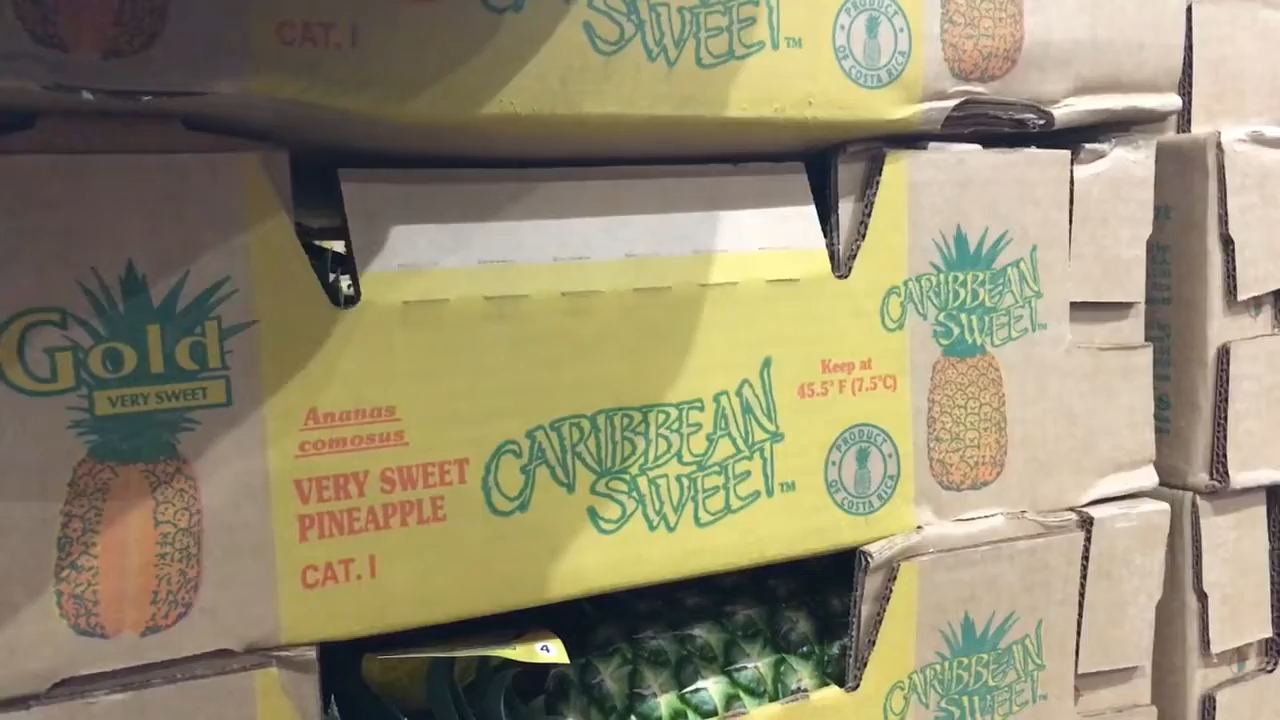 CAT. I
SWEET™
PRODUCT
OF COSTA RICA
Gold
VERY SWEET
Ananas
comosus
VERY SWEET
PINEAPPLE
CAT. I
CARIBBEAN
SWEET™
Keep at
45.5° F (7.5°C)
PRODUCT
OF COSTA RICA
CARIBBEAN
SWEET™
4
CARIBBEAN
SWEET™